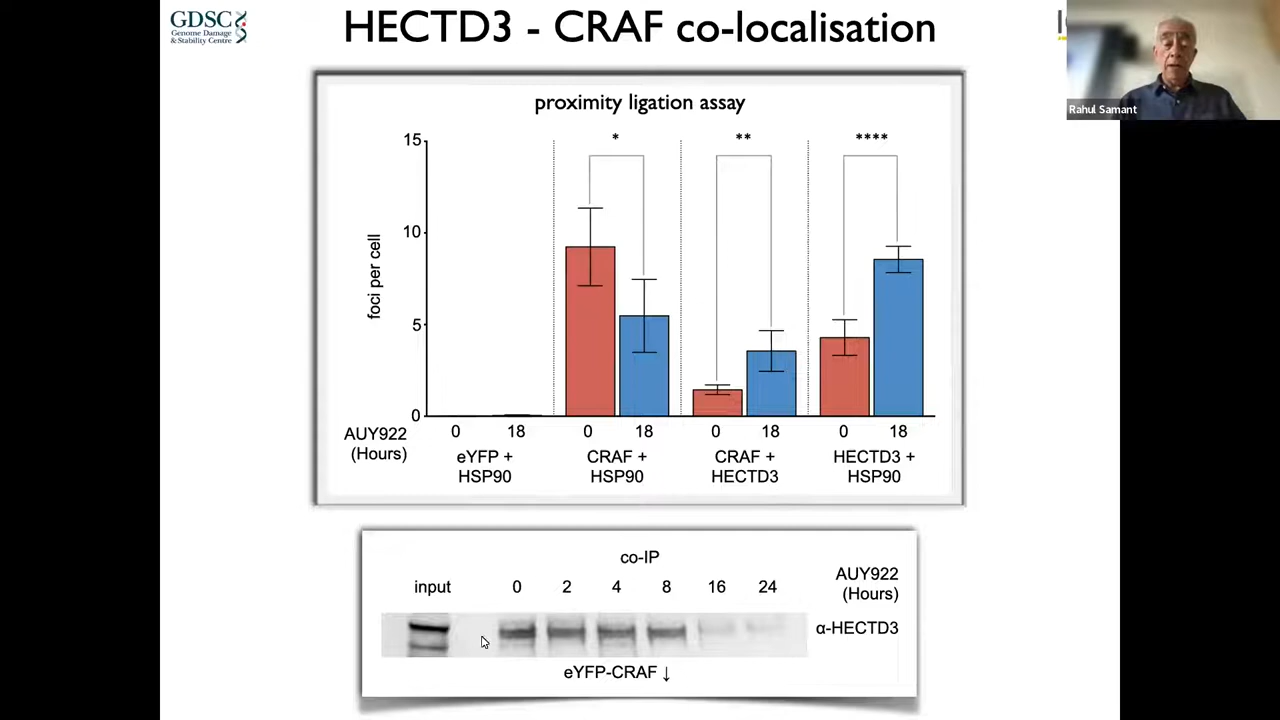 GDSC
Genome Damage
& Stability Centre
HECTD3 - CRAF co-localisation
Rahul Samant
proximity ligation assay
* ** ****
15
10
5
0
foci per cell
AUY922
(Hours)
0 18 0 18 0 18 0 18
eYFP +
HSP90
CRAF +
HSP90
CRAF +
HECTD3
HECTD3 +
HSP90
co-IP
input 0 2 4 8 16 24
AUY922
(Hours)
α-HECTD3
eYFP-CRAF ↓